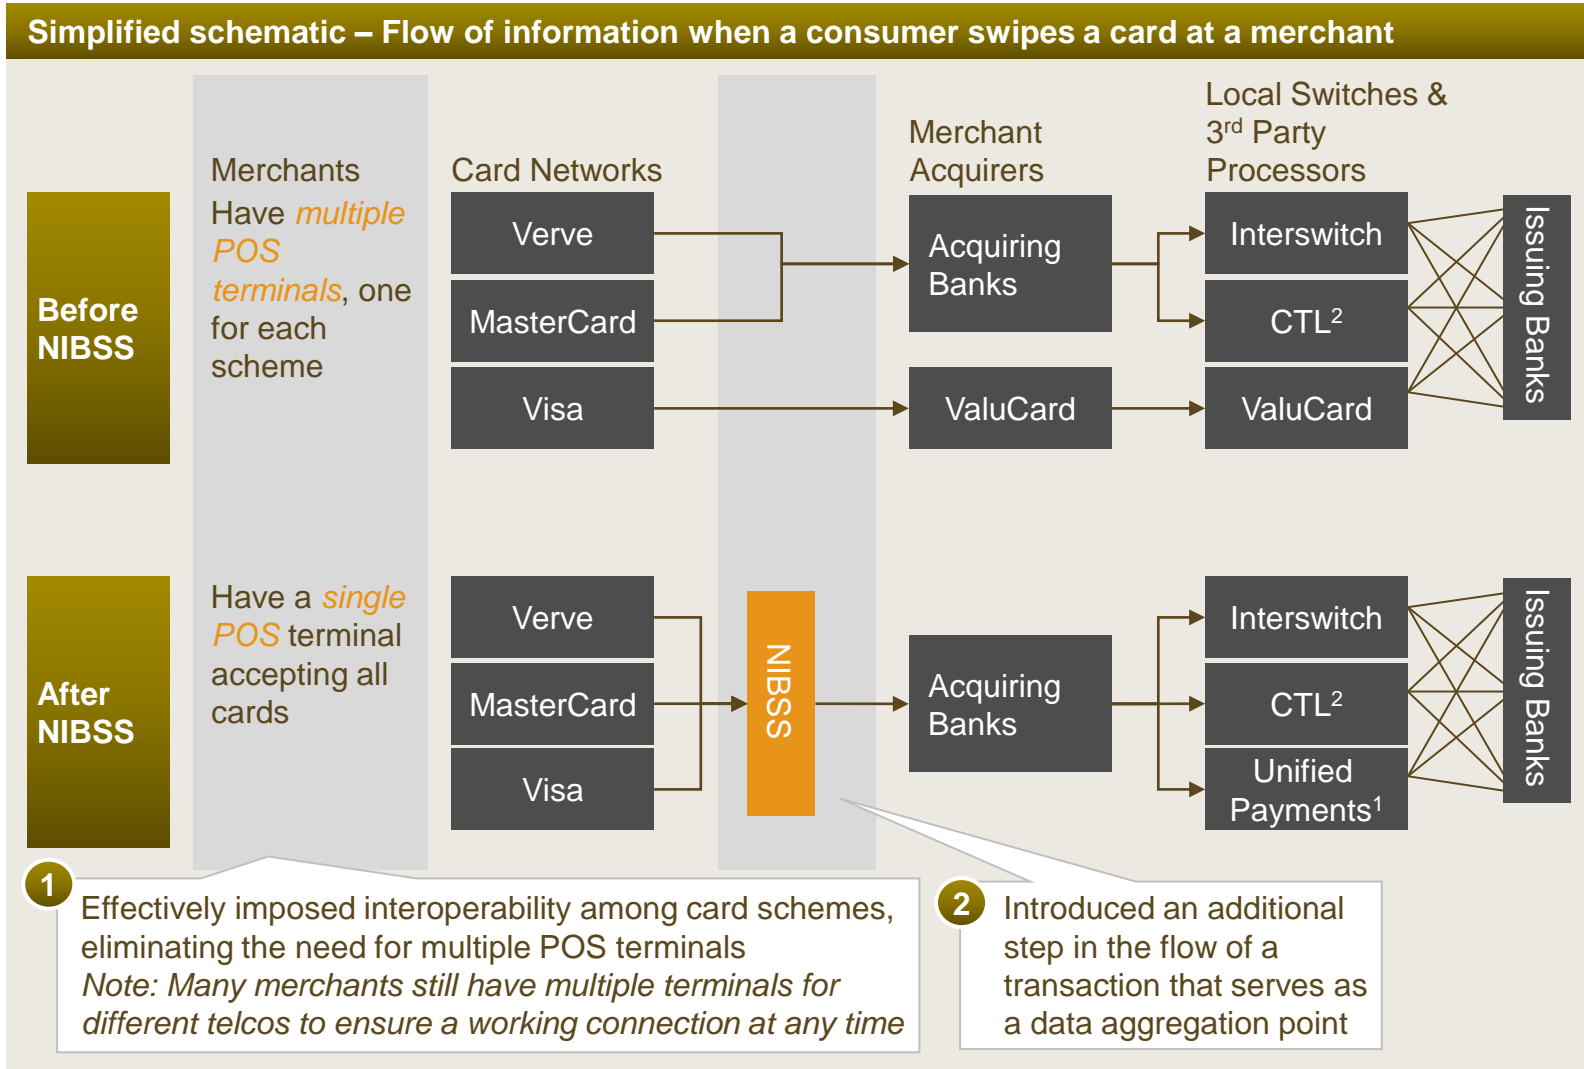 Simplified schematic – Flow of information when a consumer swipes a card at a merchant
Merchants
Card Networks
Merchant
Acquirers
Local Switches &
3rd Party
Processors
Before
NIBSS
Have multiple
POS
terminals, one
for each
scheme
Verve
MasterCard
Visa
Acquiring
Banks
ValuCard
Interswitch
CTL2
ValuCard
Issuing Banks
After
NIBSS
Have a single
POS terminal
accepting all
cards
Verve
MasterCard
Visa
NIBSS
Acquiring
Banks
Interswitch
CTL2
Unified
Payments1
Issuing Banks
1
Effectively imposed interoperability among card schemes,
eliminating the need for multiple POS terminals
Note: Many merchants still have multiple terminals for
different telcos to ensure a working connection at any time
2
Introduced an additional
step in the flow of a
transaction that serves as
a data aggregation point